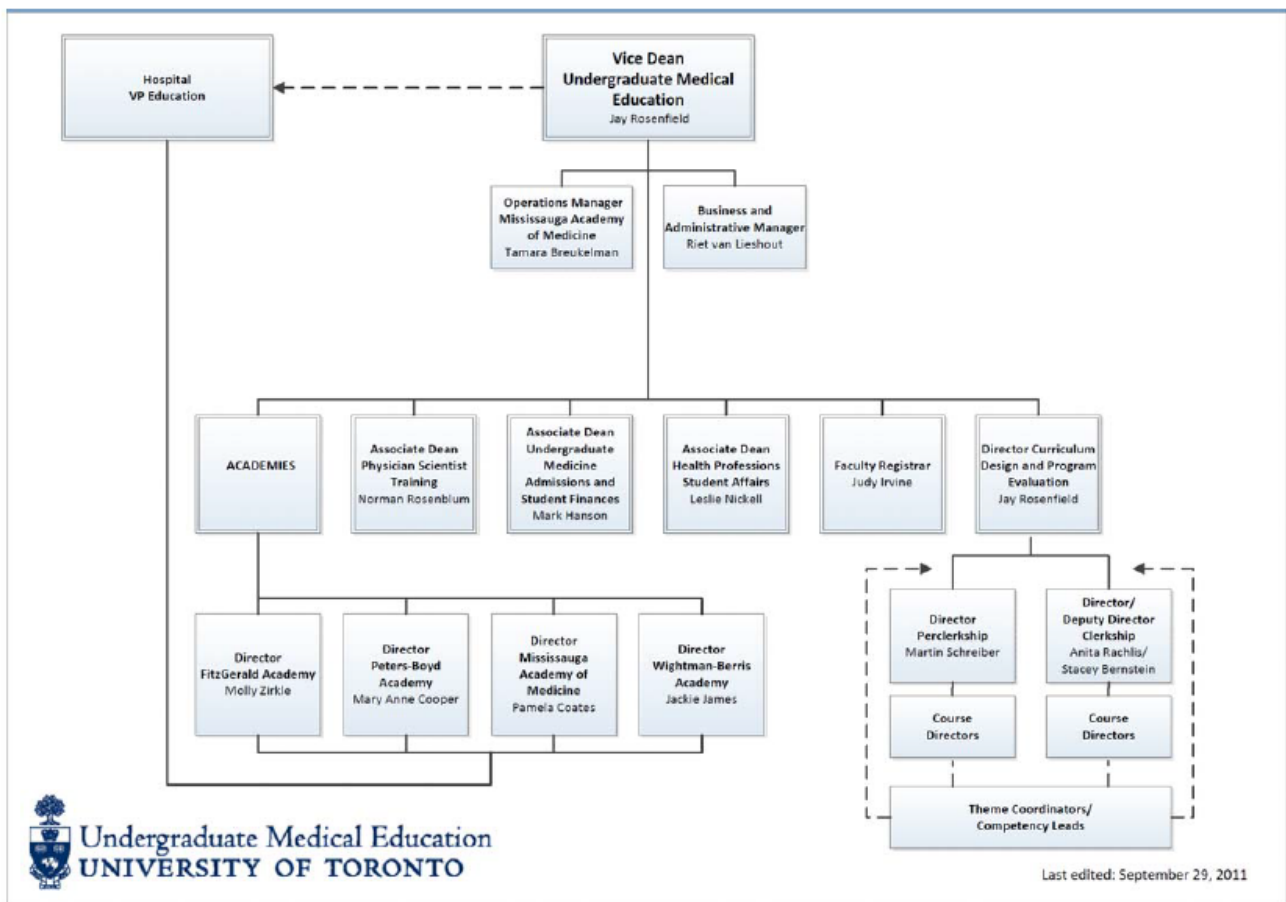 Hospital
VP Education
Vice Dean
Undergraduate Medical
Education
Jay Rosenfield
Operations Manager
Mississauga Academy
of Medicine
Tamara Breukelman
Business and
Administrative Manager
Riet van Lieshout
ACADEMIES
Associate Dean
Physician Scientist
Training
Norman Rosenblum
Associate Dean
Undergraduate
Medicine
Admissions and
Student Finances
Mark Hanson
Associate Dean
Health Professions
Student Affairs
Leslie Nickell
Faculty Registrar
Judy Irvine
Director Curriculum
Design and Program
Evaluation
Jay Rosenfield
Director
FitzGerald Academy
Molly Zirkle
Director
Peters-Boyd
Academy
Mary Anne Cooper
Director
Mississauga
Academy of
Medicine
Pamela Coates
Director
Wightman-Berris
Academy
Jackie James
Director
Perclerkship
Martin Schreiber
Director/
Deputy Director
Clerkship
Anita Rachlis/
Stacey Bernstein
Course
Directors
Course
Directors
Theme Coordinators/
Competency Leads
Undergraduate Medical Education
UNIVERSITY OF TORONTO
Last edited: September 29, 2011